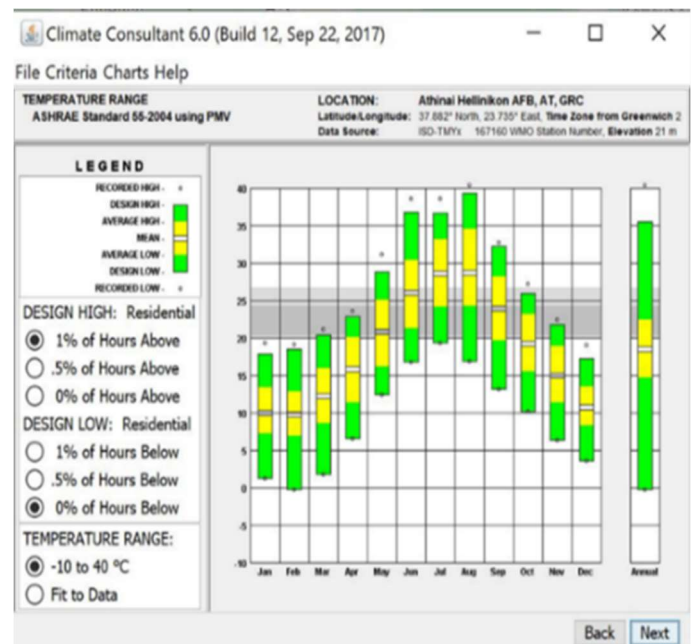 Climate Consultant 6.0 (Build 12, Sep 22, 2017)
File Criteria Charts Help
TEMPERATURE RANGE
ASHRAE Standard 55-2004 using PMV
LOCATION: Athinai Hellinikon AFB, AT, GRC
Latitude/Longitude: 37.882° North, 23.735° East, Time Zone from Greenwich 2
Data Source: ISO-TMYx 167160 WMO Station Number, Elevation 21 m
LEGEND
RECORDED HIGH -
DESIGN HIGH -
AVERAGE HIGH -
MEAN -
AVERAGE LOW -
DESIGN LOW -
RECORDED LOW -
DESIGN HIGH: Residential
1% of Hours Above
.5% of Hours Above
0% of Hours Above
DESIGN LOW: Residential
1% of Hours Below
.5% of Hours Below
0% of Hours Below
TEMPERATURE RANGE:
-10 to 40 °C
Fit to Data
40
35
30
25
20
15
10
5
0
-5
-10
Jan Feb Mar Apr May Jun Jul Aug Sep Oct Nov Dec Annual
Back Next